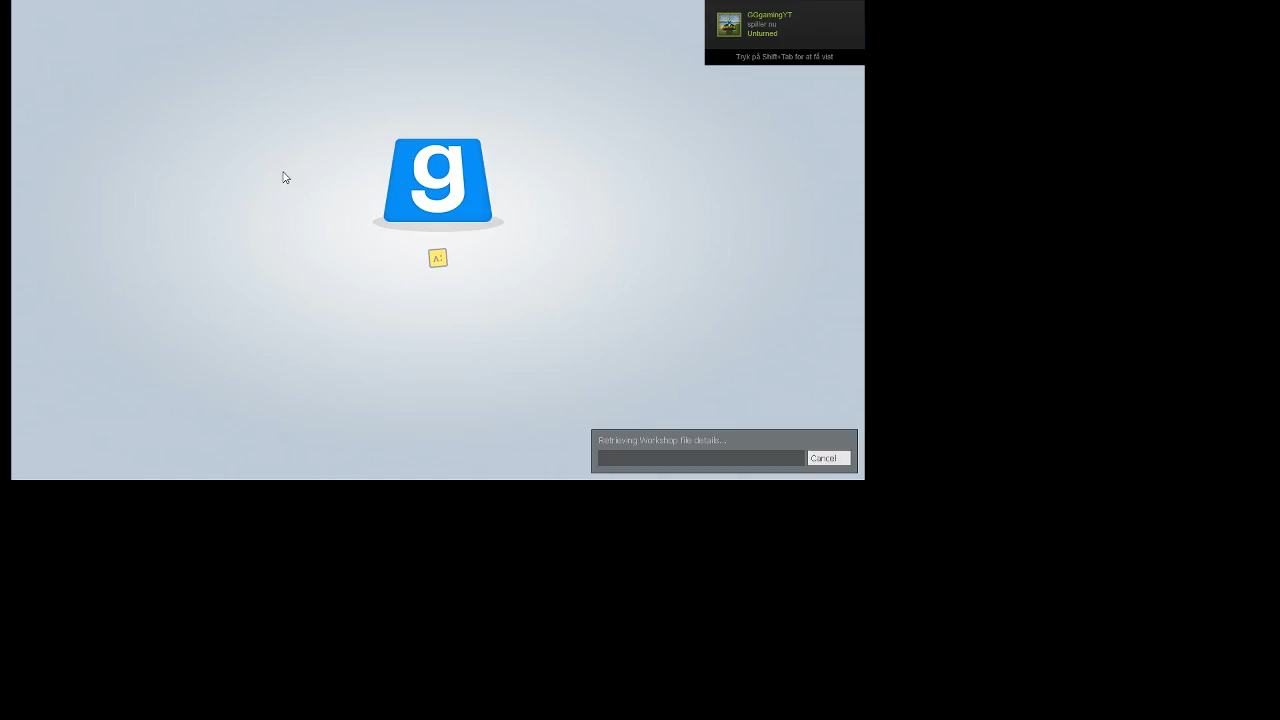 GGgamingYT
spiller nu
Unturned
Tryk på Shift+Tab for at få vist
g
Retrieving Workshop file details...
Cancel